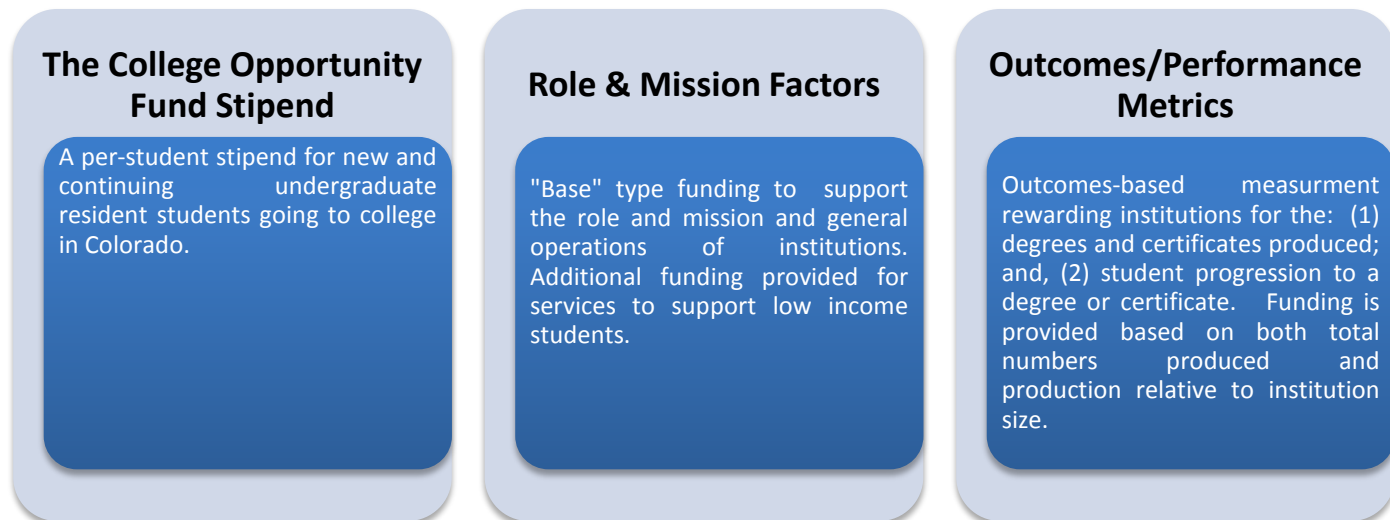 The College Opportunity
Fund Stipend
A per-student stipend for new and
continuing undergraduate
resident students going to college
in Colorado.
Role & Mission Factors
"Base" type funding to support
the role and mission and general
operations of institutions.
Additional funding provided for
services to support low income
students.
Outcomes/Performance
Metrics
Outcomes-based measurment
rewarding institutions for the: (1)
degrees and certificates produced;
and, (2) student progression to a
degree or certificate. Funding is
provided based on both total
numbers produced and
production relative to institution
size.